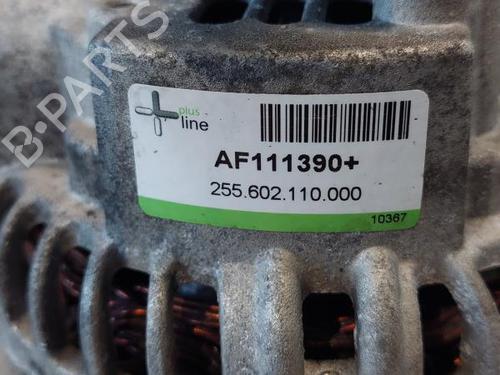 B-PARTS
plus
line
AF111390+
255.602.110.000
10367